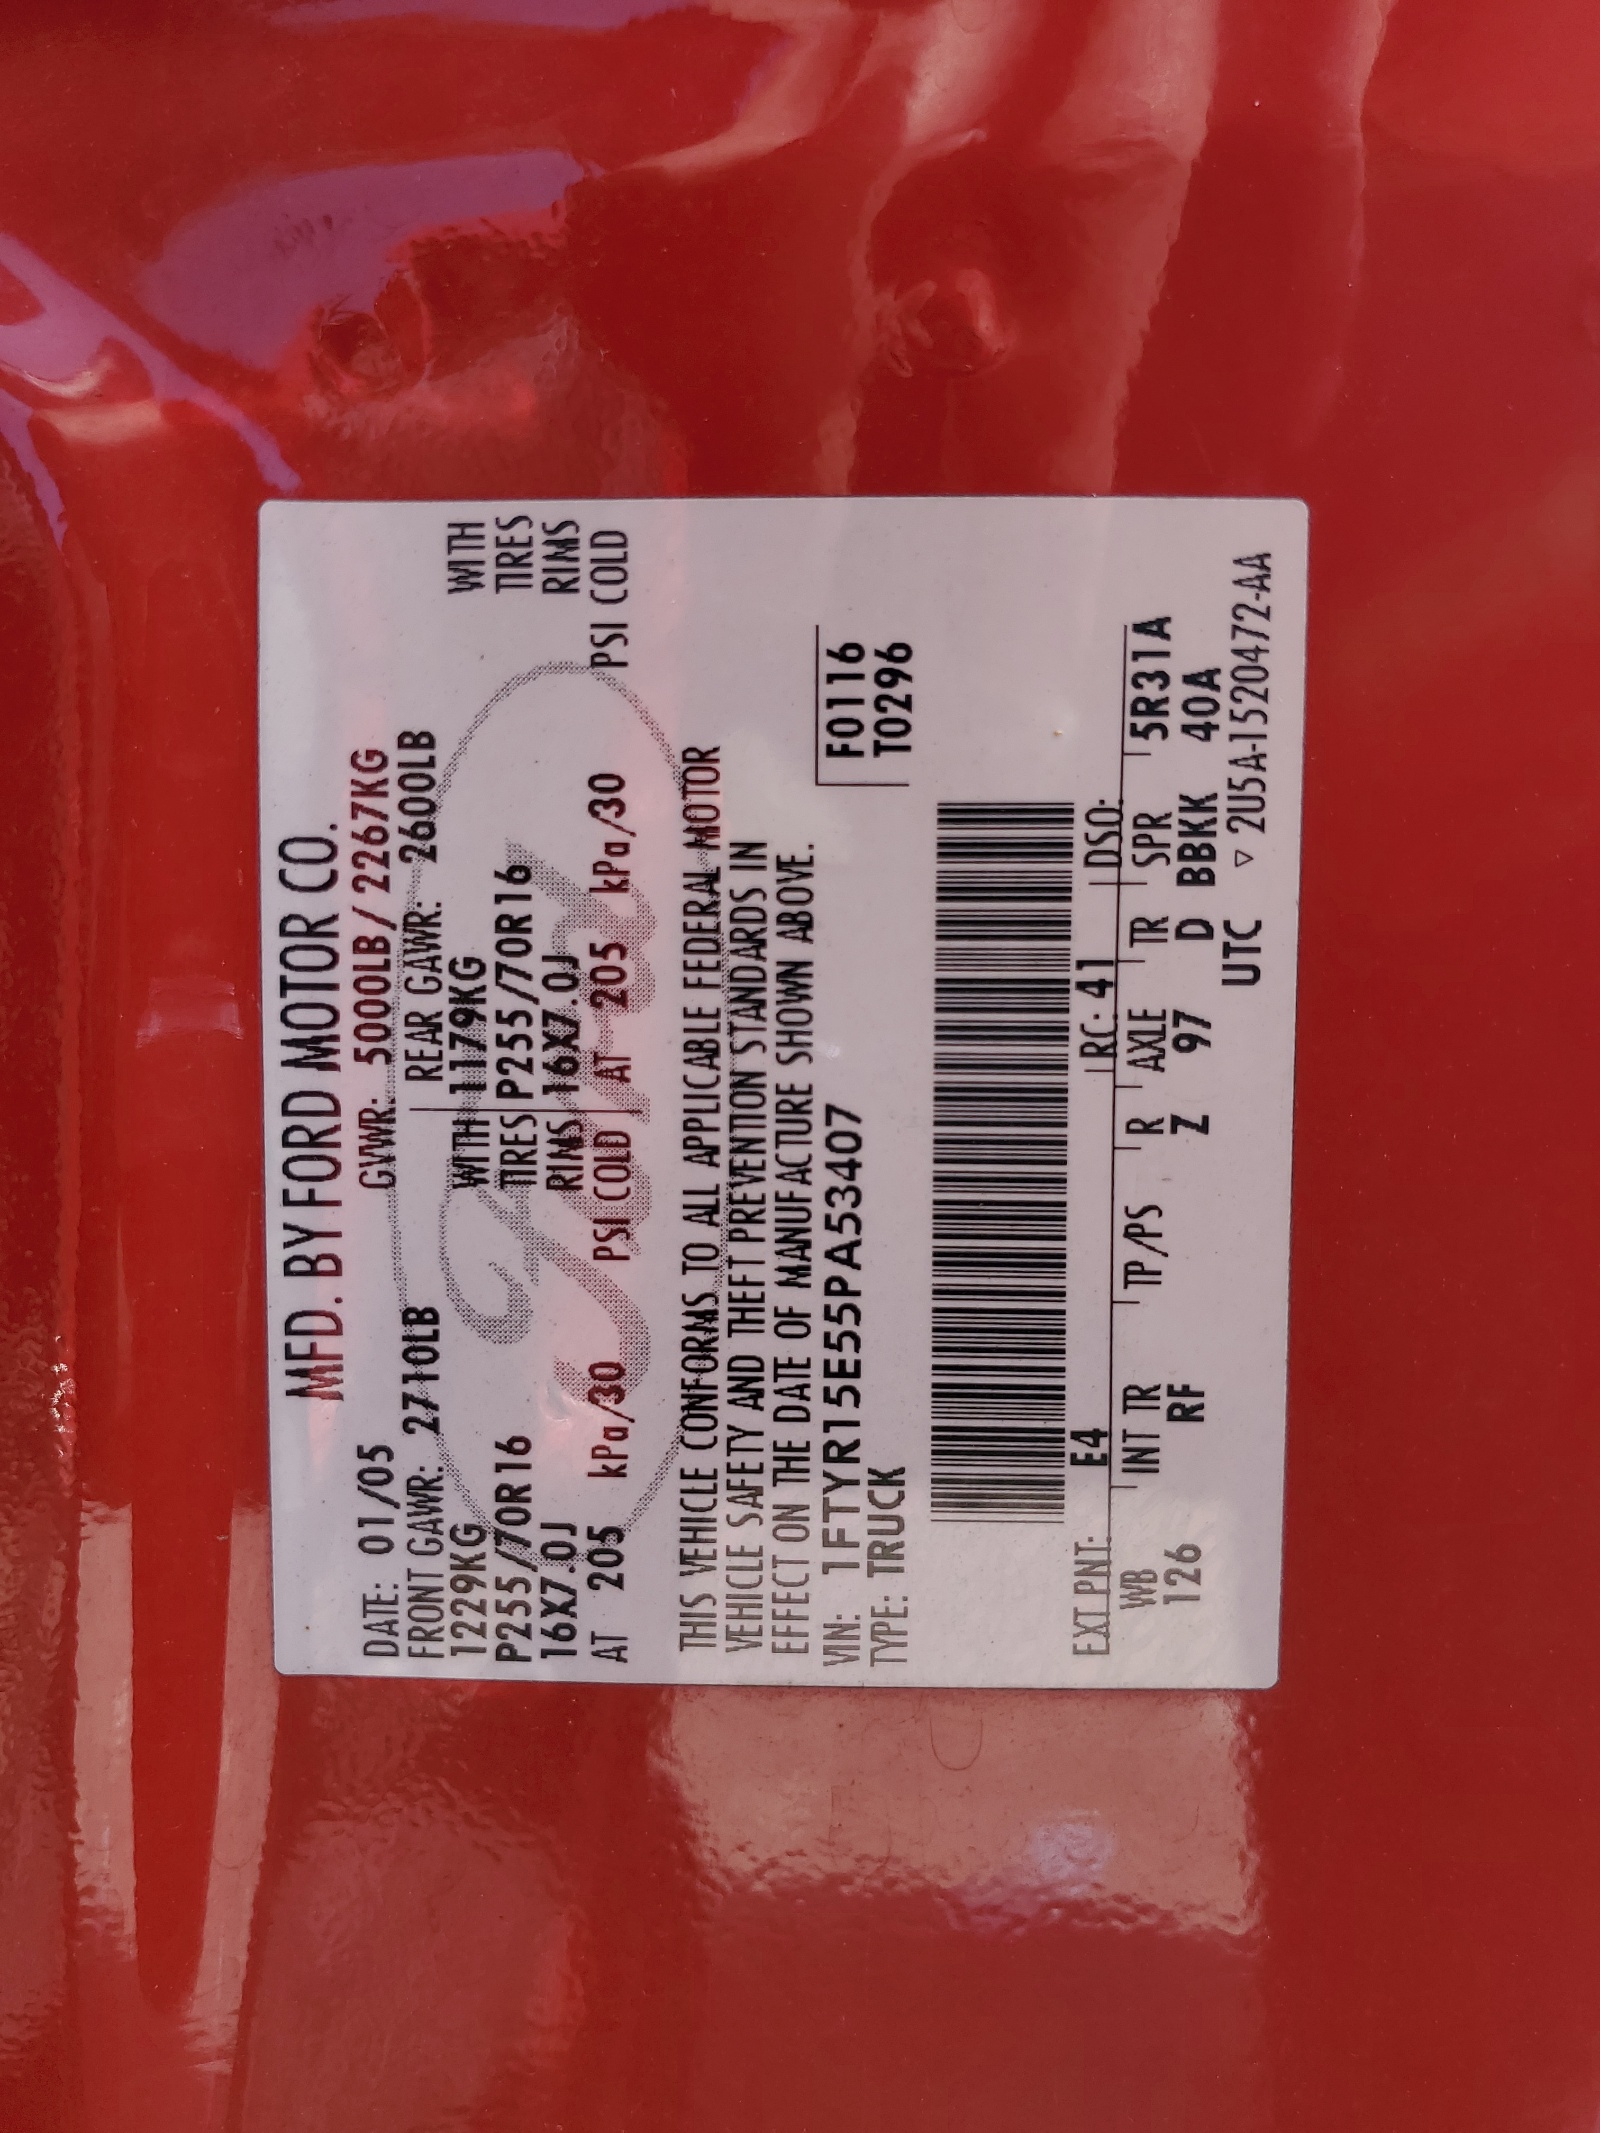 MFD. BY FORD MOTOR CO.
DATE: 01/05 GVWR: 5000LB/ 2267KG
FRONT GAWR: 2710LB REAR GAWR: 2600LB
1229KG WITH 1179KG WITH
P255/70R16 TIRES P255/70R16 TIRES
16X7.0J RIMS 16X7.0J RIMS
AT 205 kPa/30 PSI COLD AT 205 kPa/30 PSI COLD
THIS VEHICLE CONFORMS TO ALL APPLICABLE FEDERAL MOTOR
VEHICLE SAFETY AND THEFT PREVENTION STANDARDS IN
EFFECT ON THE DATE OF MANUFACTURE SHOWN ABOVE.
VIN: 1FTYR15E55PA53407 F0116
TYPE: TRUCK T0296
EXT PNT: E4 RC: 41 DSO:
WB INT TR TP/PS R AXLE TR SPR 5R31A
126 RF Z 97 D BBKK 40A
UTC ▽ 2U5A-1520472-AA